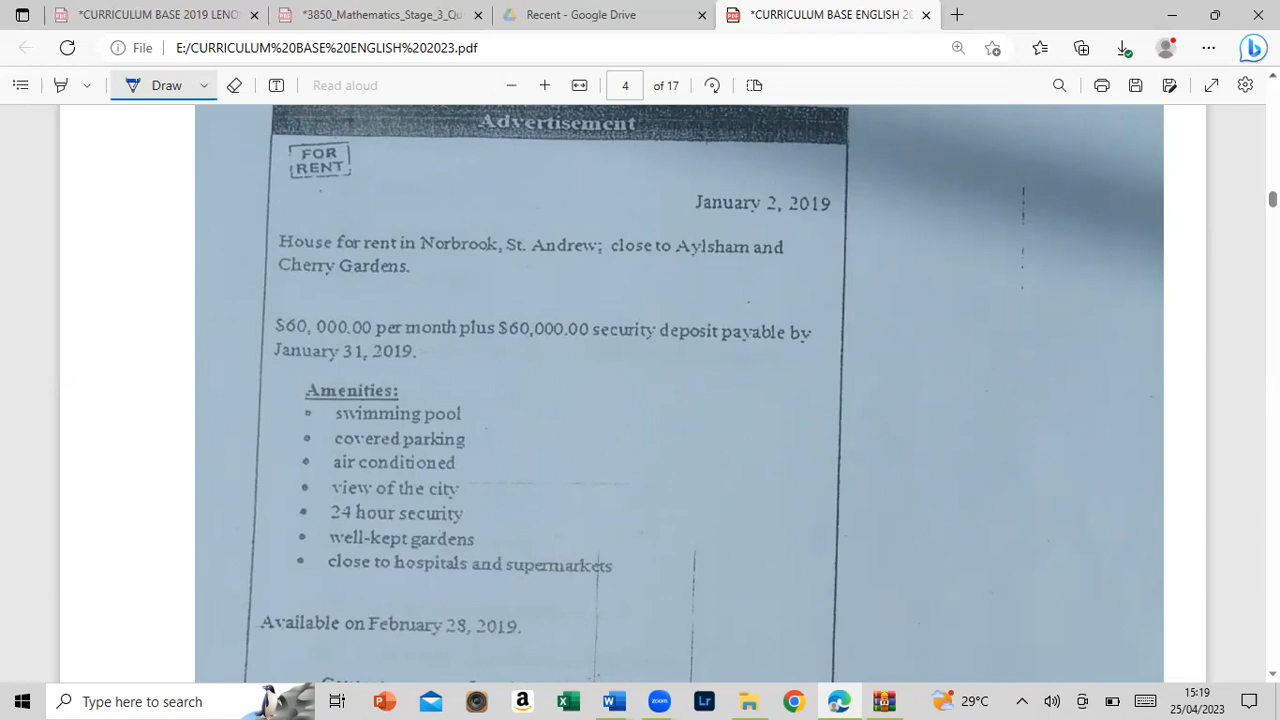 *CURRICULUM BASE 2019 LENO
*3850_Mathematics_Stage_3_Qu
Recent - Google Drive
*CURRICULUM BASE ENGLISH 20
File
E:/CURRICULUM%20BASE%20ENGLISH%202023.pdf
Draw
Read aloud
4
of 17
Advertisement
FOR
RENT
January 2, 2019
House for rent in Norbrook, St. Andrew; close to Aylsham and
Cherry Gardens.
$60, 000.00 per month plus $60,000.00 security deposit payable by
January 31, 2019.
Amenities:
swimming pool
covered parking
air conditioned
view of the city
24 hour security
well-kept gardens
close to hospitals and supermarkets
Available on February 28, 2019.
Type here to search
zoom
Lr
29°C
15:19
25/04/2023